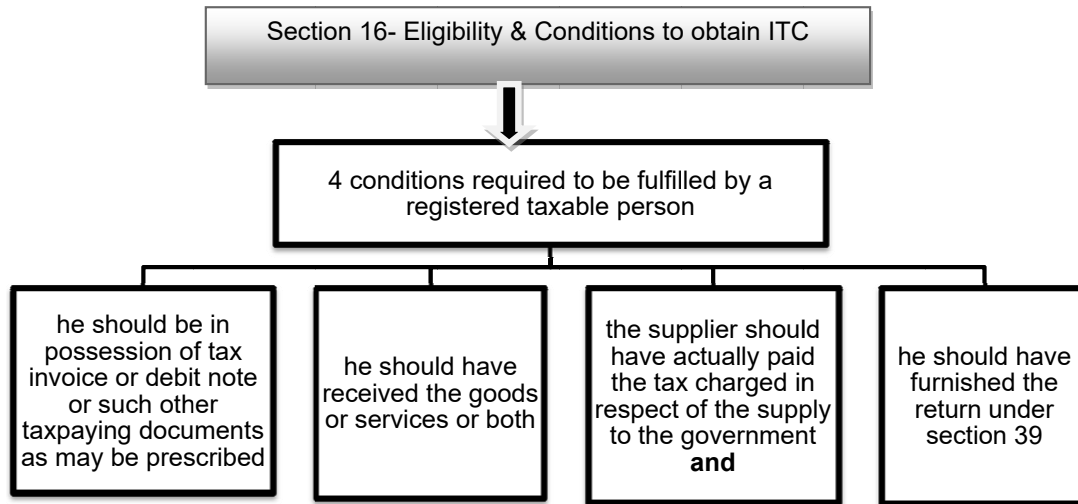 Section 16- Eligibility & Conditions to obtain ITC
4 conditions required to be fulfilled by a
registered taxable person
he should be in
possession of tax
invoice or debit note
or such other
taxpaying documents
as may be prescribed
he should have
received the goods
or services or both
the supplier should
have actually paid
the tax charged in
respect of the supply
to the government
and
he should have
furnished the
return under
section 39